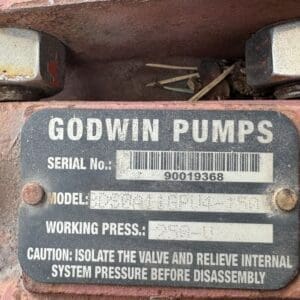 GODWIN PUMPS
SERIAL No.:
90019368
MODEL:
WORKING PRESS.:
CAUTION: ISOLATE THE VALVE AND RELIEVE INTERNAL
SYSTEM PRESSURE BEFORE DISASSEMBLY